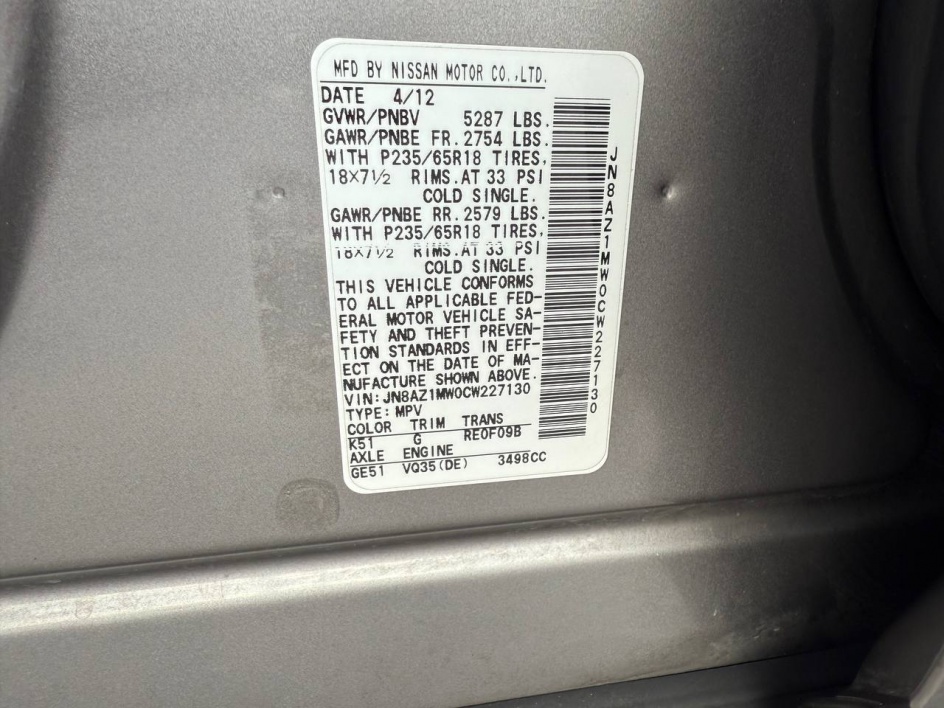 MFD BY NISSAN MOTOR CO.,LTD.
DATE 4/12
GVWR/PNBV 5287 LBS.
GAWR/PNBE FR. 2754 LBS.
WITH P235/65R18 TIRES,
18X7½ RIMS.AT 33 PSI
COLD SINGLE.
GAWR/PNBE RR. 2579 LBS.
WITH P235/65R18 TIRES,
18X7½ RIMS.AT 33 PSI
COLD SINGLE.
THIS VEHICLE CONFORMS
TO ALL APPLICABLE FED-
ERAL MOTOR VEHICLE SA-
FETY AND THEFT PREVEN-
TION STANDARDS IN EFF-
ECT ON THE DATE OF MA-
NUFACTURE SHOWN ABOVE.
VIN: JN8AZ1MW0CW227130
TYPE: MPV
COLOR TRIM TRANS
K51 G RE0F09B
AXLE ENGINE
GE51 VQ35(DE) 3498CC
JN8AZ1MW0CW227130